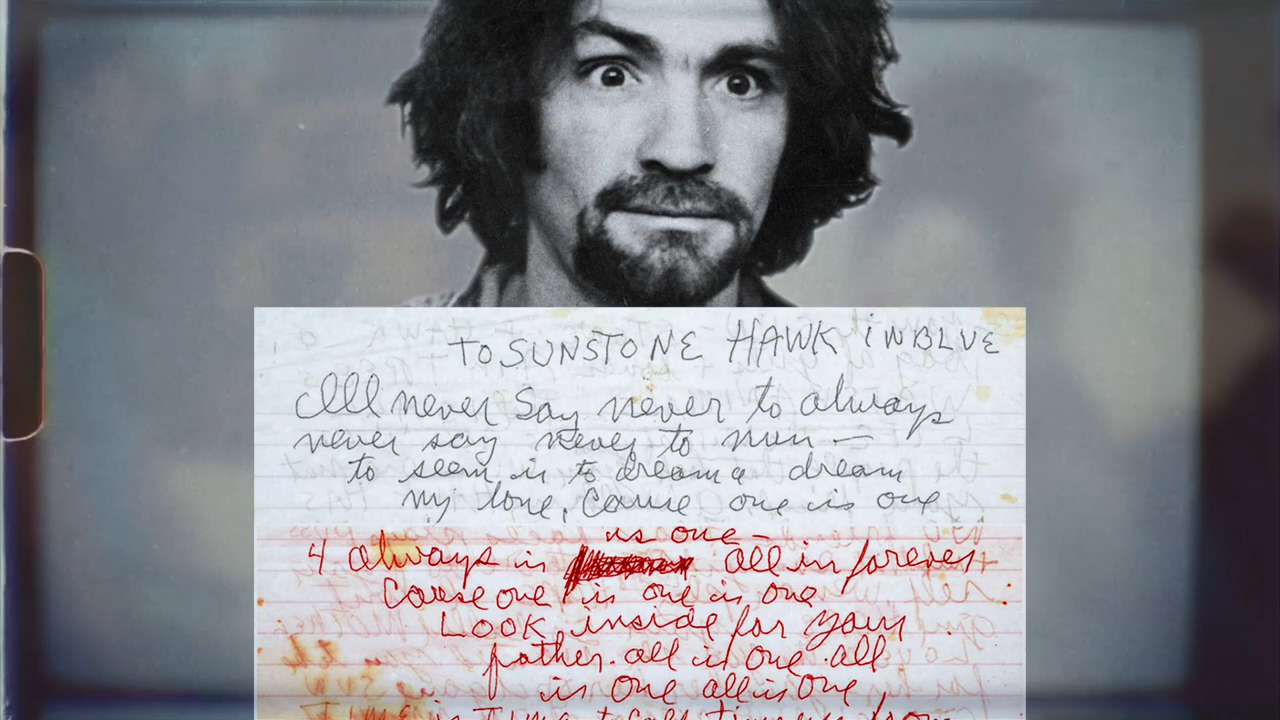 TO SUNSTONE HAWK iN BLUE
Ill never Say never to always
never say never to nun —
to seem is to dream a dream
my love, Cause one is one
is one —
4 always is all in forever
Cause one is one is one
LOOK inside for your
father. all is one all
is one all is one,